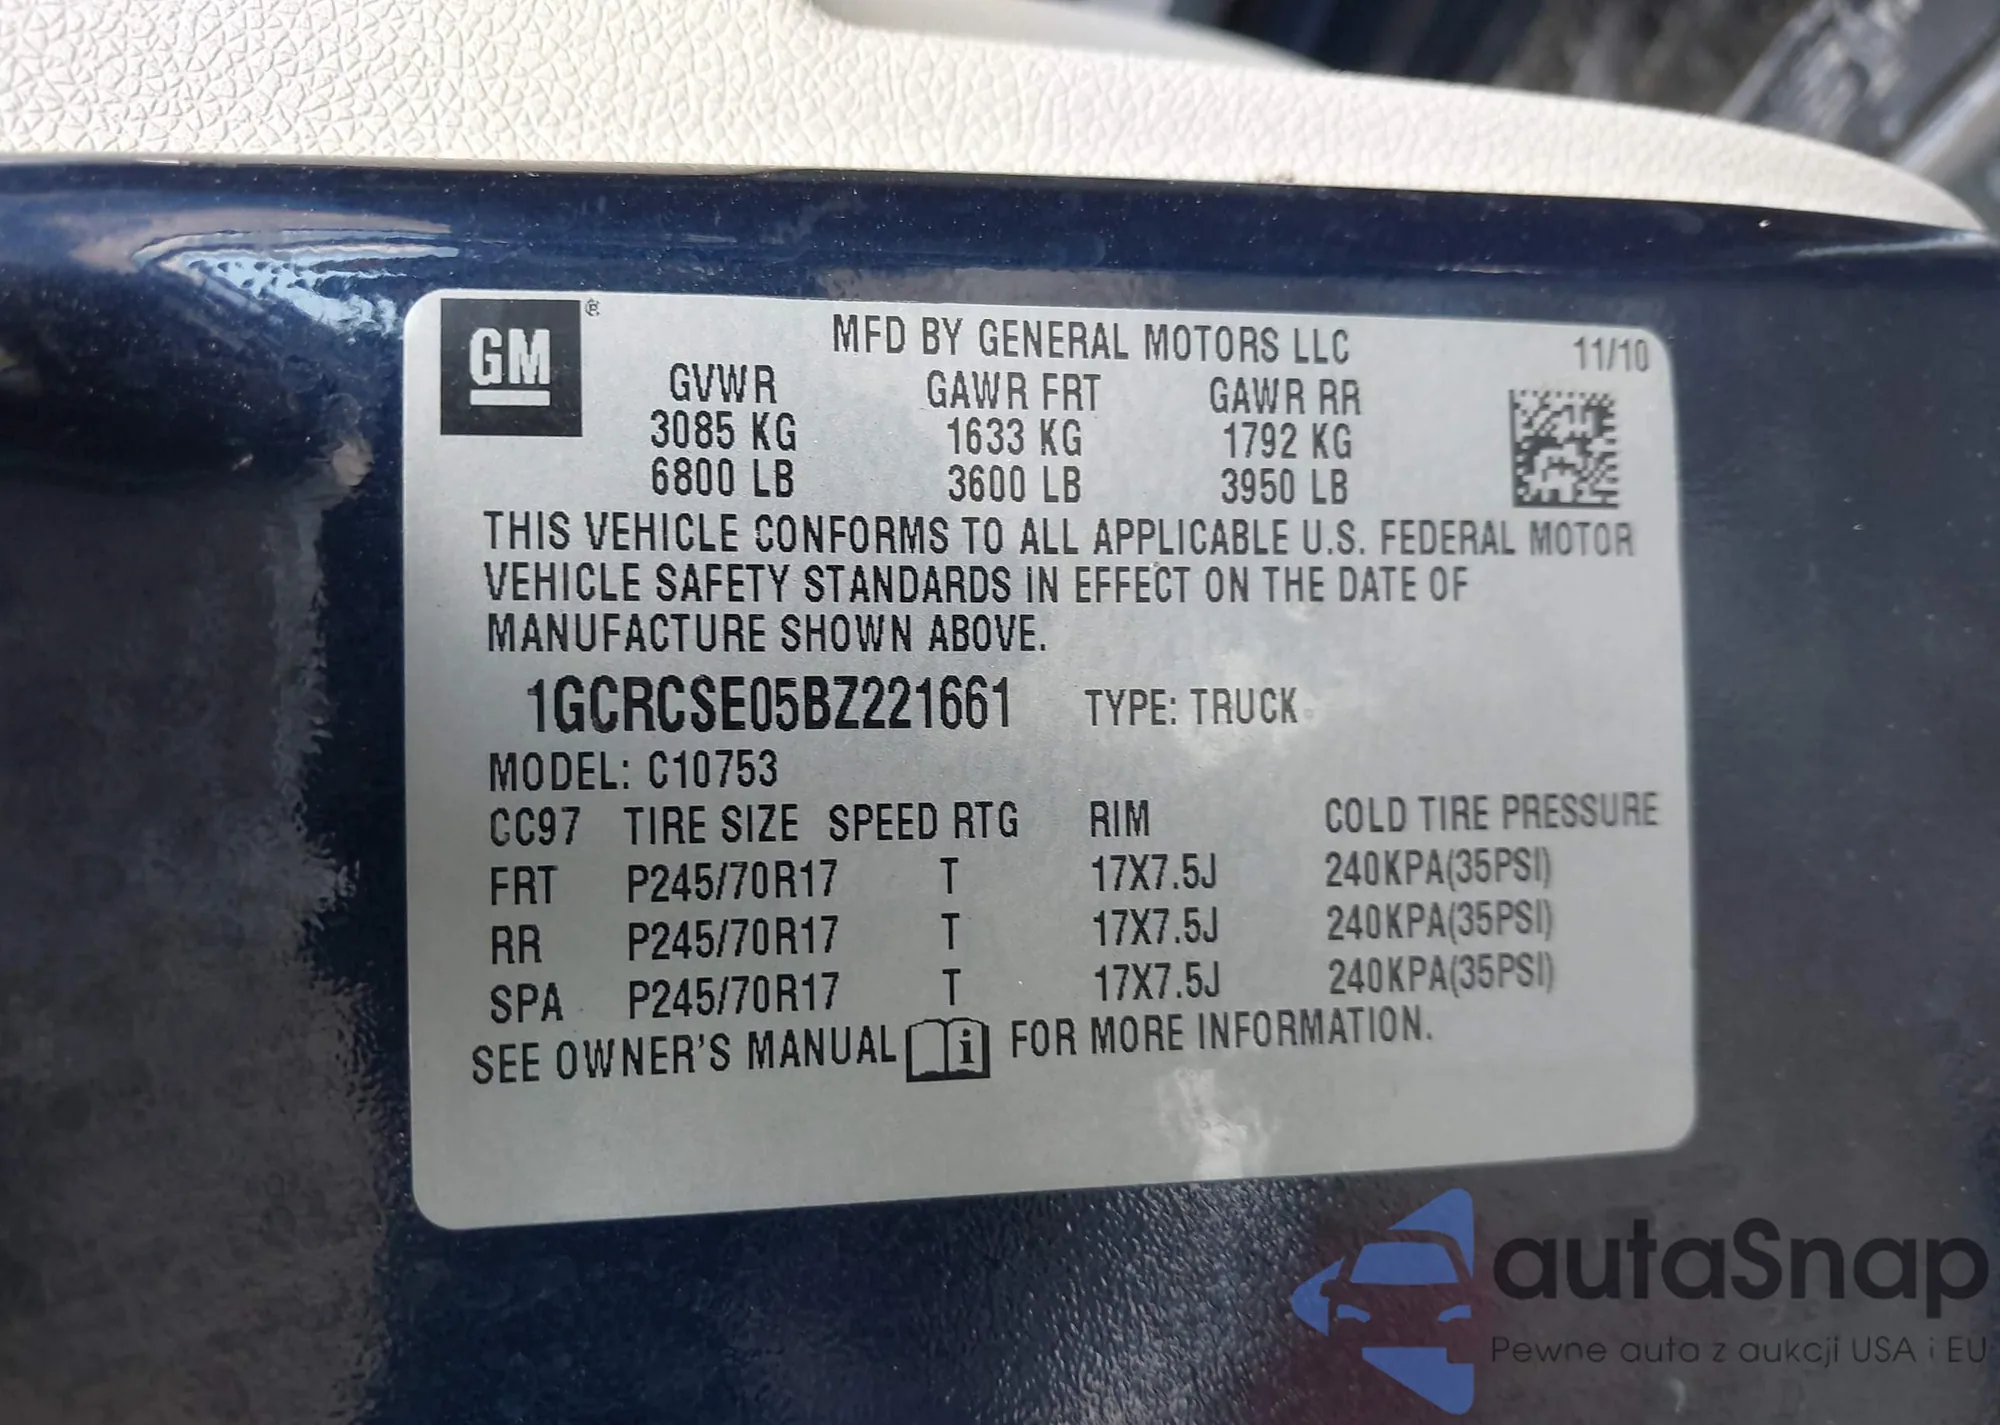 GM ®
MFD BY GENERAL MOTORS LLC 11/10
GVWR GAWR FRT GAWR RR
3085 KG 1633 KG 1792 KG
6800 LB 3600 LB 3950 LB
THIS VEHICLE CONFORMS TO ALL APPLICABLE U.S. FEDERAL MOTOR
VEHICLE SAFETY STANDARDS IN EFFECT ON THE DATE OF
MANUFACTURE SHOWN ABOVE.
1GCRCSE05BZ221661 TYPE: TRUCK
MODEL: C10753
CC97 TIRE SIZE SPEED RTG RIM COLD TIRE PRESSURE
FRT P245/70R17 T 17X7.5J 240KPA(35PSI)
RR P245/70R17 T 17X7.5J 240KPA(35PSI)
SPA P245/70R17 T 17X7.5J 240KPA(35PSI)
SEE OWNER'S MANUAL i FOR MORE INFORMATION.
autaSnap
Pewne auta z aukcji USA i EU